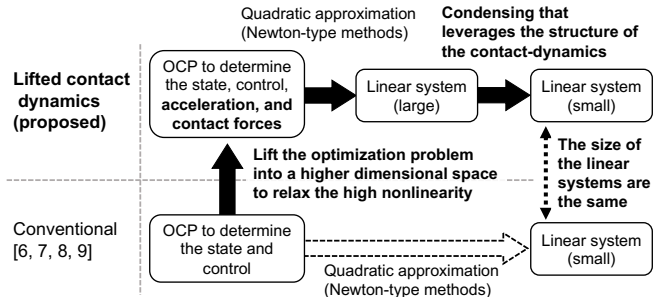 Quadratic approximation
(Newton-type methods)
Condensing that
leverages the structure of
the contact-dynamics
Lifted contact
dynamics
(proposed)
OCP to determine
the state, control,
acceleration, and
contact forces
Linear system
(large)
Linear system
(small)
Lift the optimization problem
into a higher dimensional space
to relax the high nonlinearity
The size of
the linear
systems are
the same
Conventional
[6, 7, 8, 9]
OCP to determine
the state and
control
Linear system
(small)
Quadratic approximation
(Newton-type methods)